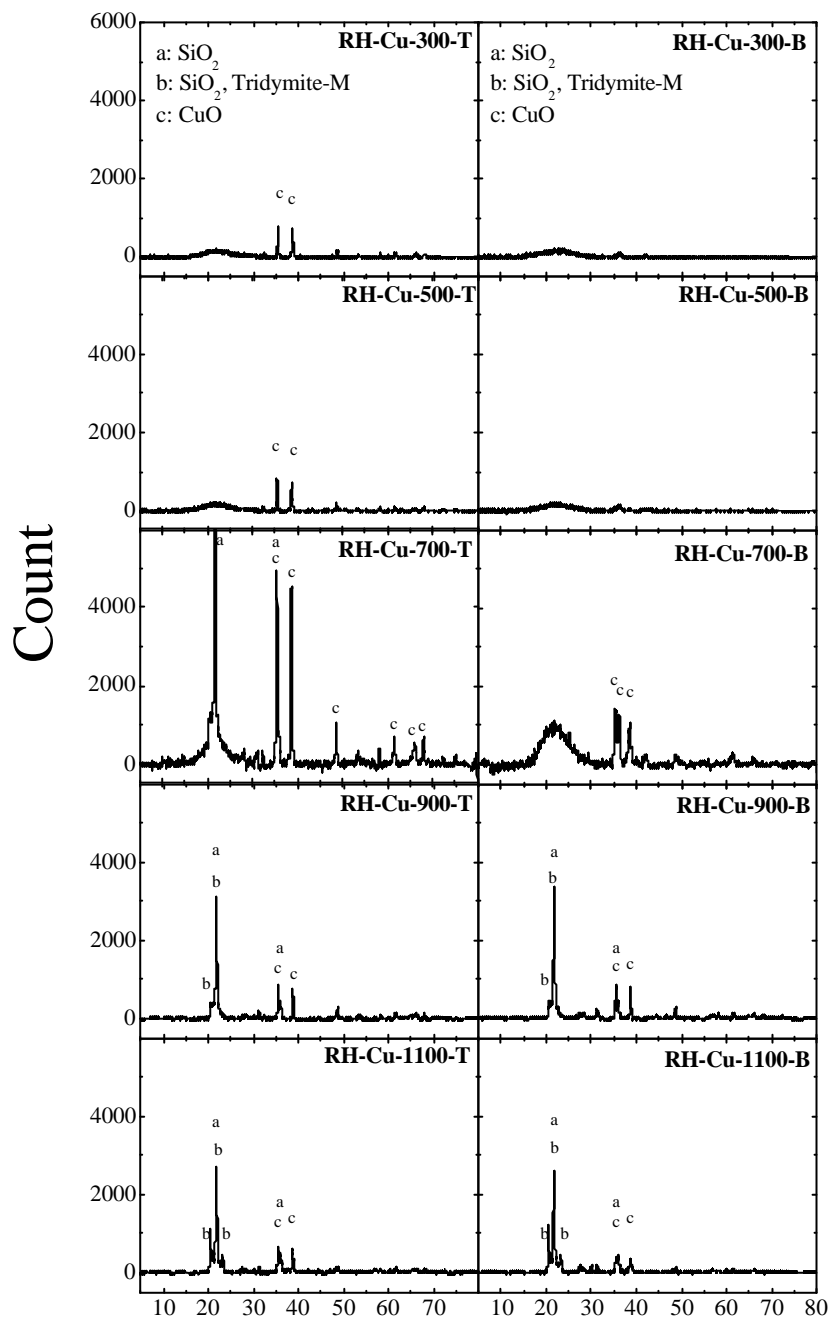 Count
6000
RH-Cu-300-T
a: SiO2
b: SiO2, Tridymite-M
c: CuO
4000
2000
c c
0
RH-Cu-300-B
a: SiO2
b: SiO2, Tridymite-M
c: CuO
RH-Cu-500-T
4000
2000
c c
0
RH-Cu-500-B
RH-Cu-700-T
a
a
c
c
4000
2000
c
c
c c
0
RH-Cu-700-B
c
c c
RH-Cu-900-T
4000
a
b
2000
b
a
c c
0
RH-Cu-900-B
a
b
b
a
c c
RH-Cu-1100-T
4000
a
b
2000
a
c c
b b
0
RH-Cu-1100-B
a
b
a
c c
b b
10 20 30 40 50 60 70
10 20 30 40 50 60 70 80